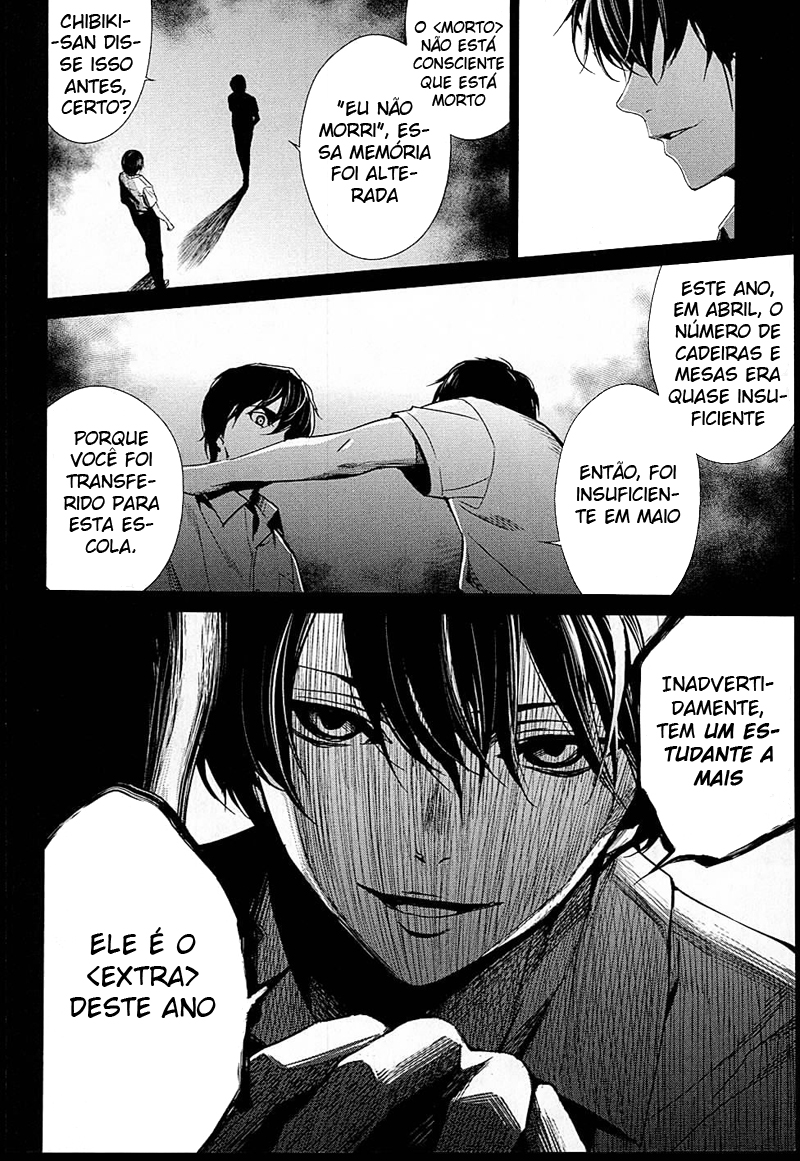 O <MORTO>
NÃO ESTÁ
CONSCIENTE
QUE ESTÁ
MORTO
"EU NÃO
MORRI", ES-
SA MEMÓRIA
FOI ALTE-
RADA
CHIBIKI-
-SAN DIS-
SE ISSO
ANTES,
CERTO?
ESTE ANO,
EM ABRIL, O
NÚMERO DE
CADEIRAS E
MESAS ERA
QUASE INSU-
FICIENTE
ENTÃO, FOI
INSUFICIEN-
TE EM MAIO
PORQUE
VOCÊ FOI
TRANSFE-
RIDO PARA
ESTA ES-
COLA.
INADVERTI-
DAMENTE,
TEM UM ES-
TUDANTE A
MAIS
ELE É O
<EXTRA>
DESTE ANO